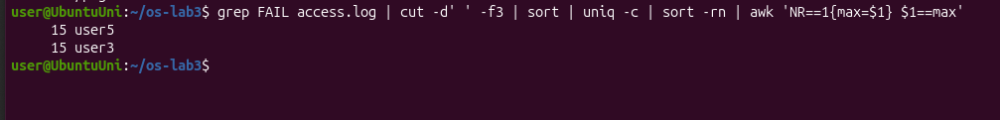 user@UbuntuUni:~/os-lab3$ grep FAIL access.log | cut -d' ' -f3 | sort | uniq -c | sort -rn | awk 'NR==1{max=$1} $1==max'
     15 user5
     15 user3
user@UbuntuUni:~/os-lab3$